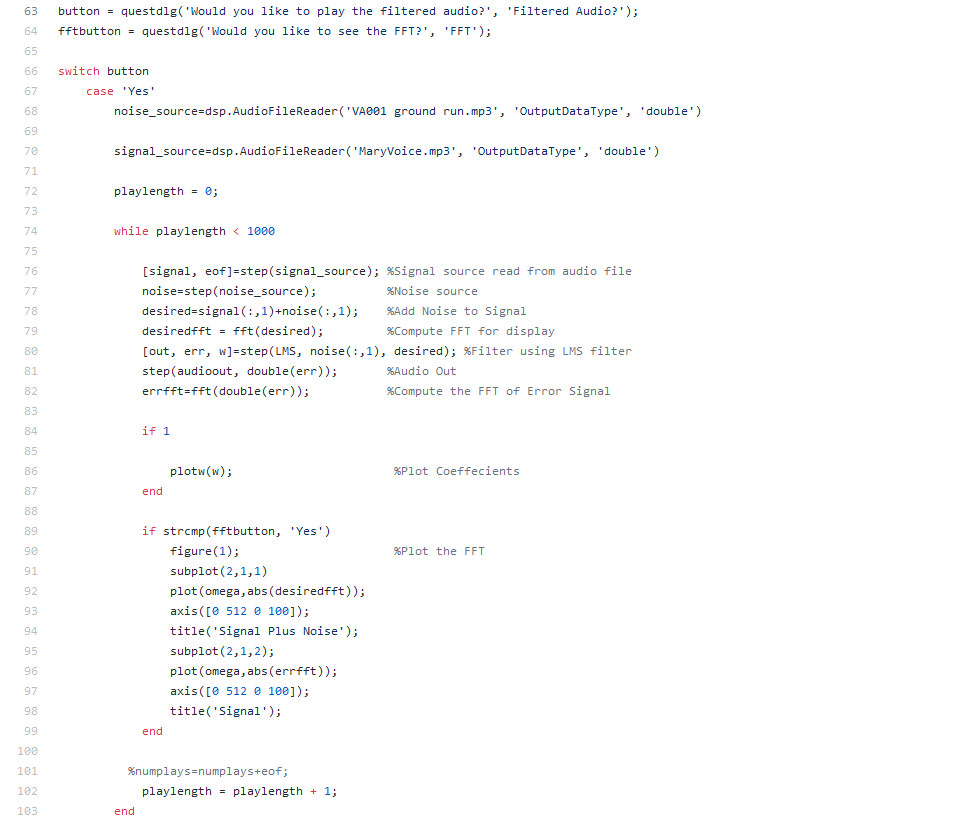 63 button = questdlg('Would you like to play the filtered audio?', 'Filtered Audio?');
64 fftbutton = questdlg('Would you like to see the FFT?', 'FFT');
65
66 switch button
67     case 'Yes'
68         noise_source=dsp.AudioFileReader('VA001 ground run.mp3', 'OutputDataType', 'double')
69
70         signal_source=dsp.AudioFileReader('MaryVoice.mp3', 'OutputDataType', 'double')
71
72         playlength = 0;
73
74         while playlength < 1000
75
76             [signal, eof]=step(signal_source); %Signal source read from audio file
77             noise=step(noise_source);          %Noise source
78             desired=signal(:,1)+noise(:,1);    %Add Noise to Signal
79             desiredfft = fft(desired);         %Compute FFT for display
80             [out, err, w]=step(LMS, noise(:,1), desired); %Filter using LMS filter
81             step(audioout, double(err));       %Audio Out
82             errfft=fft(double(err));           %Compute the FFT of Error Signal
83
84             if 1
85
86                 plotw(w);                       %Plot Coeffecients
87             end
88
89             if strcmp(fftbutton, 'Yes')
90                 figure(1);                      %Plot the FFT
91                 subplot(2,1,1)
92                 plot(omega,abs(desiredfft));
93                 axis([0 512 0 100]);
94                 title('Signal Plus Noise');
95                 subplot(2,1,2);
96                 plot(omega,abs(errfft));
97                 axis([0 512 0 100]);
98                 title('Signal');
99             end
100
101           %numplays=numplays+eof;
102             playlength = playlength + 1;
103         end